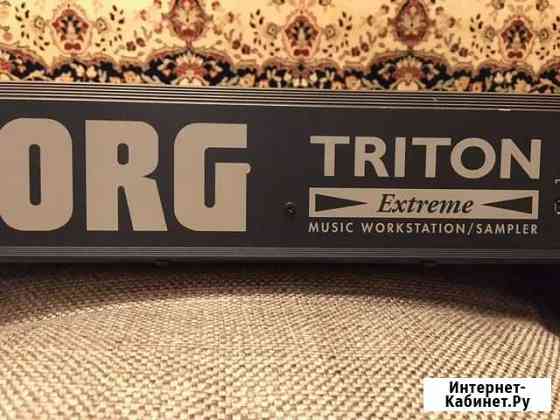 ORG
TRITON
Extreme
MUSIC WORKSTATION/SAMPLER
Интернет-
Кабинет.Ру